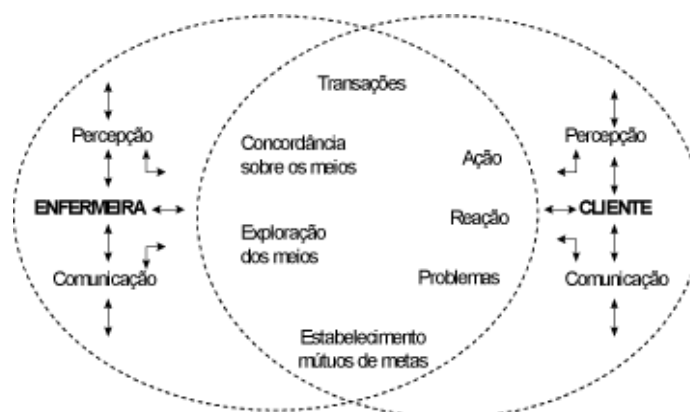 Transações
Percepção
Percepção
Concordância
sobre os meios
Ação
ENFERMEIRA
CLIENTE
Reação
Exploração
dos meios
Comunicação
Problemas
Comunicação
Estabelecimento
mútuos de metas